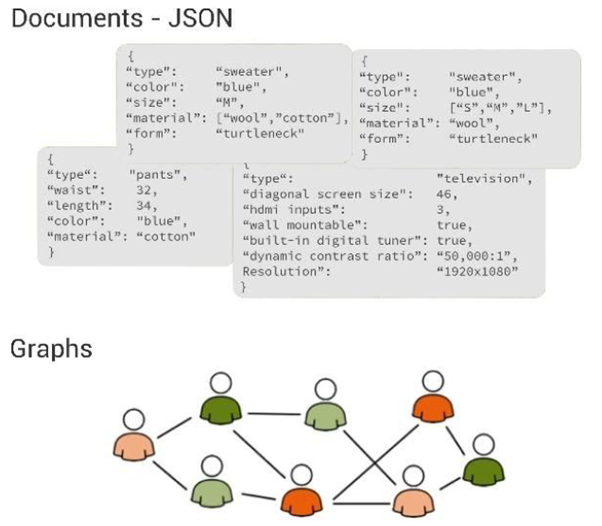 Documents - JSON
{
“type”: “sweater”,
“color”: “blue”,
“size”: “M”,
“material”: [“wool”,”cotton”],
“form”: “turtleneck”
}
{
“type”: “sweater”,
“color”: “blue”,
“size”: [“S”,“M”,”L”],
“material”: “wool”,
“form”: “turtleneck”
}
{
“type“: "pants”,
“waist”: 32,
“length”: 34,
“color”: "blue”,
“material”: “cotton”
}
{
“type“: "television”,
“diagonal screen size”: 46,
“hdmi inputs”: 3,
“wall mountable”: true,
“built-in digital tuner”: true,
“dynamic contrast ratio”: “50,000:1”,
Resolution”: “1920x1080”
}
Graphs